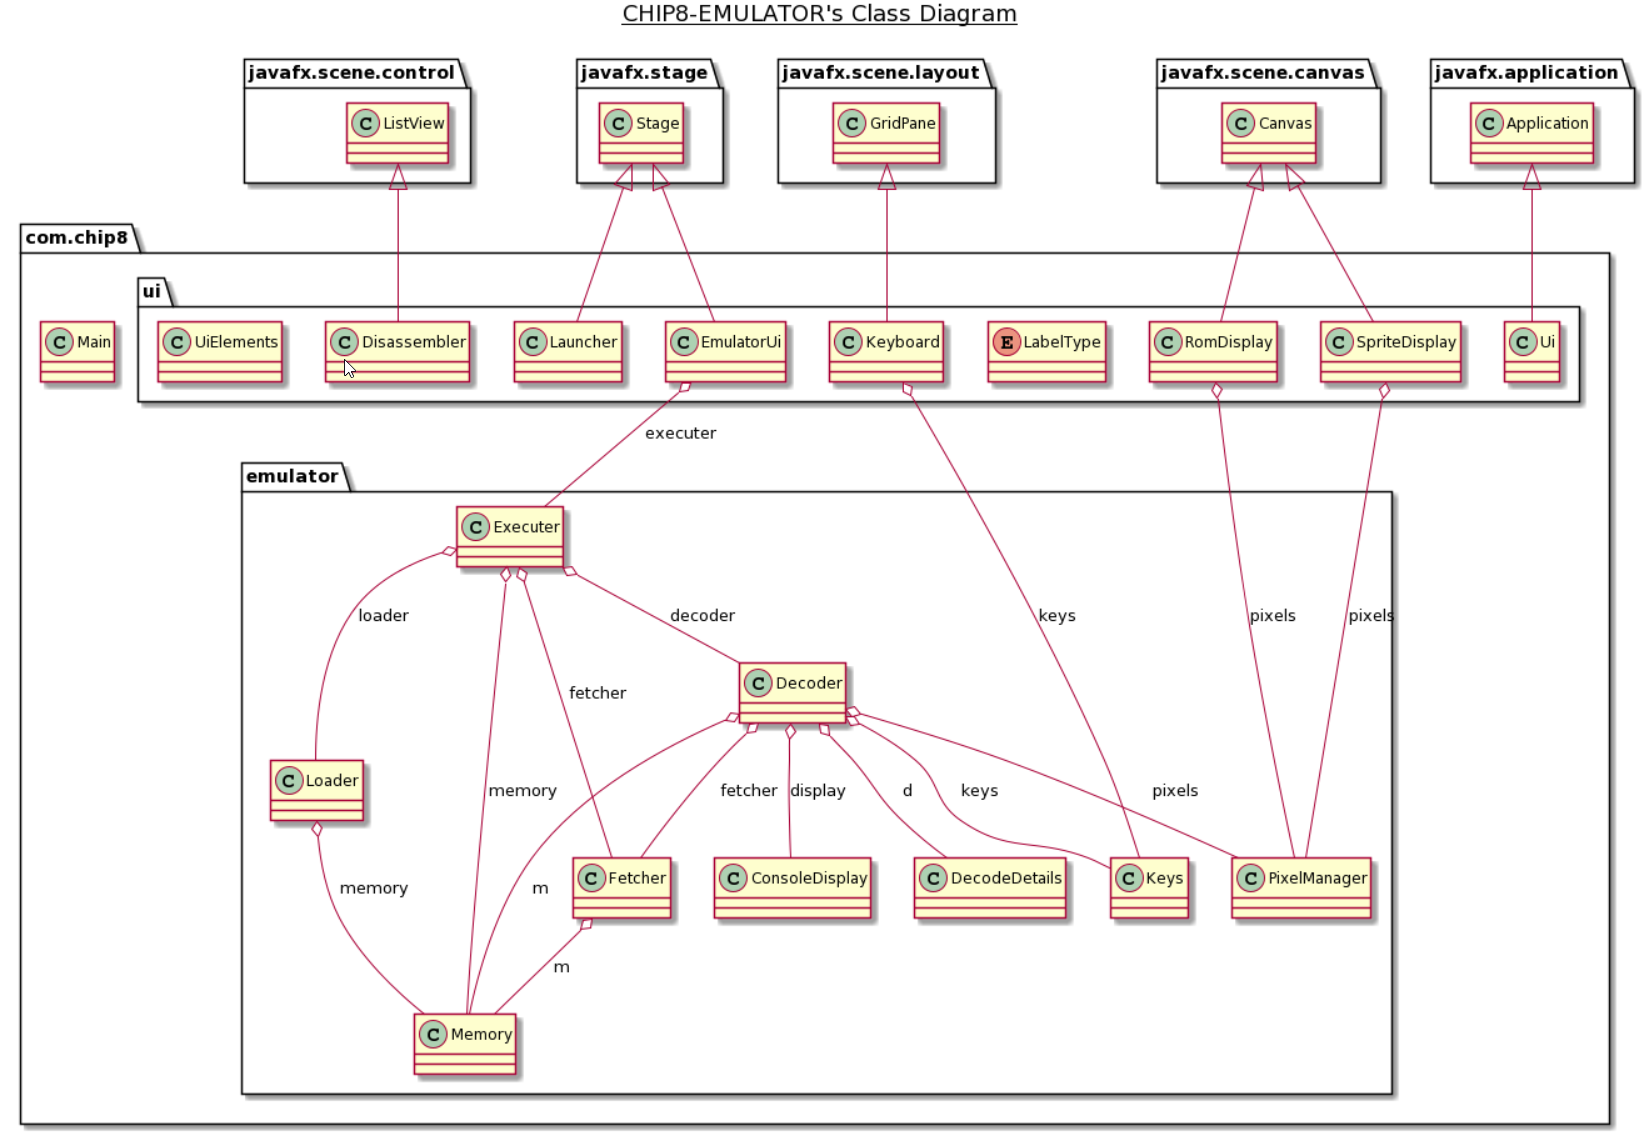 CHIP8-EMULATOR's Class Diagram
javafx.scene.control
javafx.stage
javafx.scene.layout
javafx.scene.canvas
javafx.application
C ListView
C Stage
C GridPane
C Canvas
C Application
com.chip8
ui
C Main
C UiElements
C Disassembler
C Launcher
C EmulatorUi
C Keyboard
E LabelType
C RomDisplay
C SpriteDisplay
C Ui
executer
emulator
C Executer
loader
decoder
keys
pixels
pixels
C Decoder
fetcher
C Loader
memory
fetcher
display
d
keys
pixels
memory
m
C Fetcher
C ConsoleDisplay
C DecodeDetails
C Keys
C PixelManager
m
C Memory